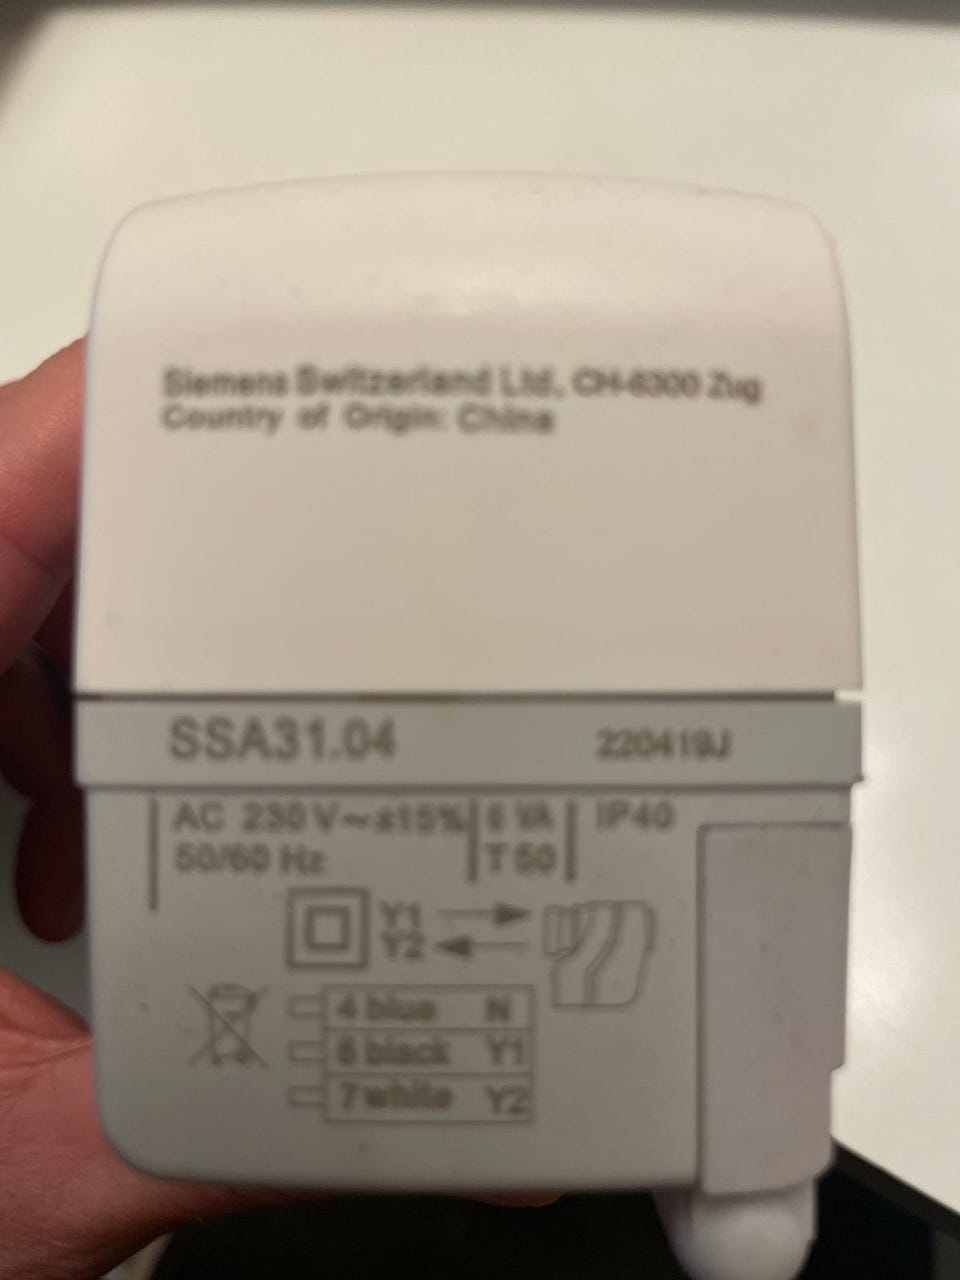 Siemens Switzerland Ltd, CH-6300 Zug
Country of Origin: China
SSA31.04 220419J
AC 230 V~±15% 6 VA IP40
50/60 Hz T 50
Y1
Y2
4 blue N
6 black Y1
7 white Y2